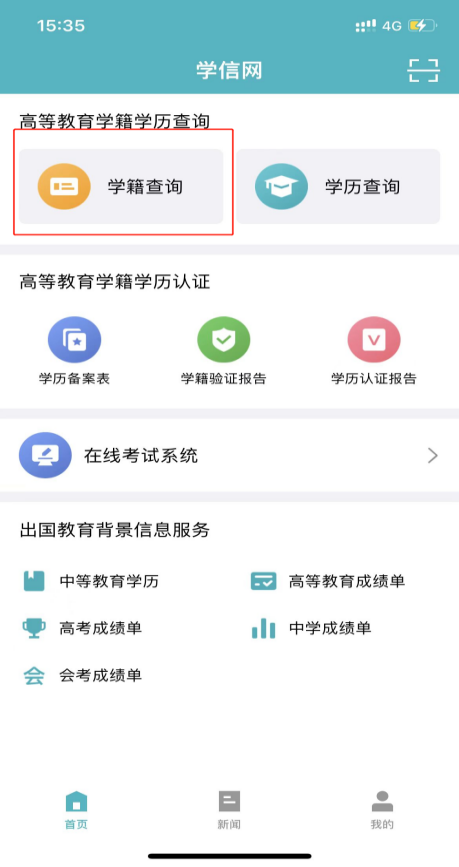 15:35 4G
学信网
高等教育学籍学历查询
学籍查询 学历查询
高等教育学籍学历认证
学历备案表 学籍验证报告 学历认证报告
在线考试系统
出国教育背景信息服务
中等教育学历 高等教育成绩单
高考成绩单 中学成绩单
会 会考成绩单
首页 新闻 我的